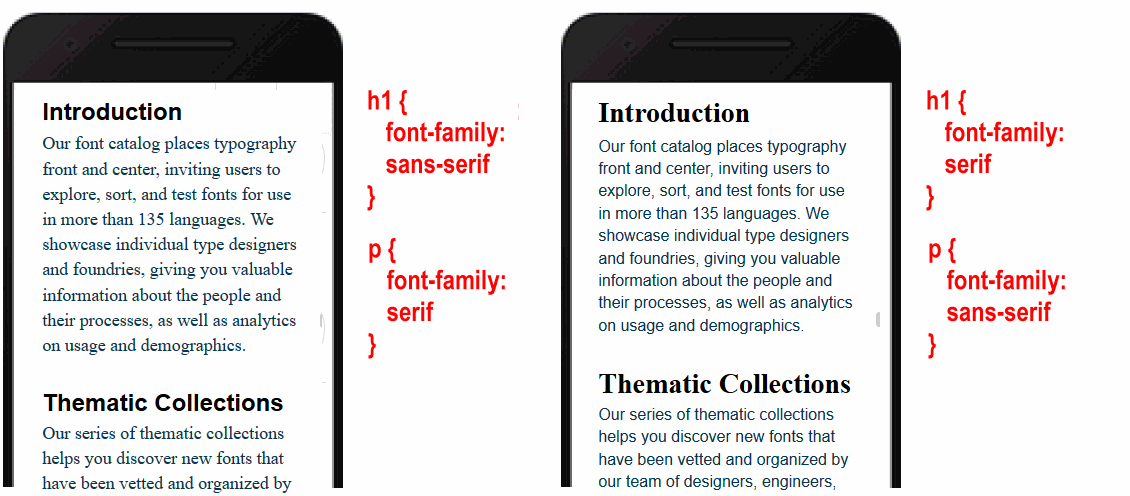 Introduction
Our font catalog places typography
front and center, inviting users to
explore, sort, and test fonts for use
in more than 135 languages. We
showcase individual type designers
and foundries, giving you valuable
information about the people and
their processes, as well as analytics
on usage and demographics.
Thematic Collections
Our series of thematic collections
helps you discover new fonts that
have been vetted and organized by
h1 {
font-family:
sans-serif
}
p {
font-family:
serif
}
Introduction
Our font catalog places typography
front and center, inviting users to
explore, sort, and test fonts for use
in more than 135 languages. We
showcase individual type designers
and foundries, giving you valuable
information about the people and
their processes, as well as analytics
on usage and demographics.
Thematic Collections
Our series of thematic collections
helps you discover new fonts that
have been vetted and organized by
our team of designers, engineers,
h1 {
font-family:
serif
}
p {
font-family:
sans-serif
}